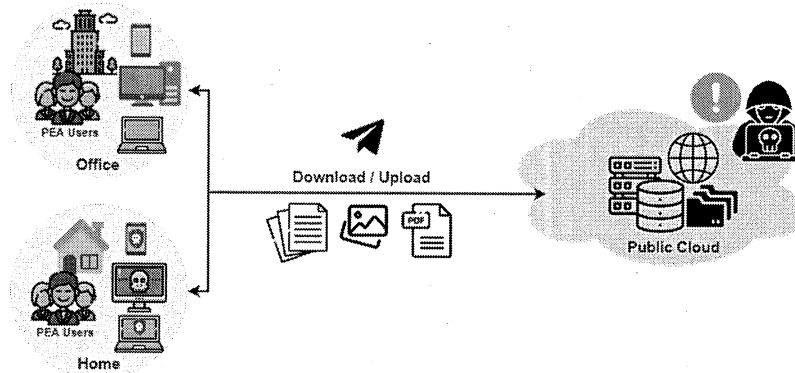 PEA Users
Office
Download / Upload
PDF
Public Cloud
PEA Users
Home